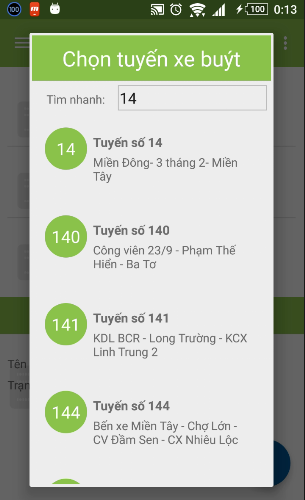 100
100
0:13
Chọn tuyến xe buýt
Tìm nhanh:
14
14
Tuyến số 14
Miền Đông- 3 tháng 2- Miền
Tây
140
Tuyến số 140
Công viên 23/9 - Phạm Thế
Hiển - Ba Tơ
141
Tuyến số 141
KDL BCR - Long Trường - KCX
Linh Trung 2
144
Tuyến số 144
Bến xe Miền Tây - Chợ Lớn -
CV Đầm Sen - CX Nhiêu Lộc
Tên
Trạn